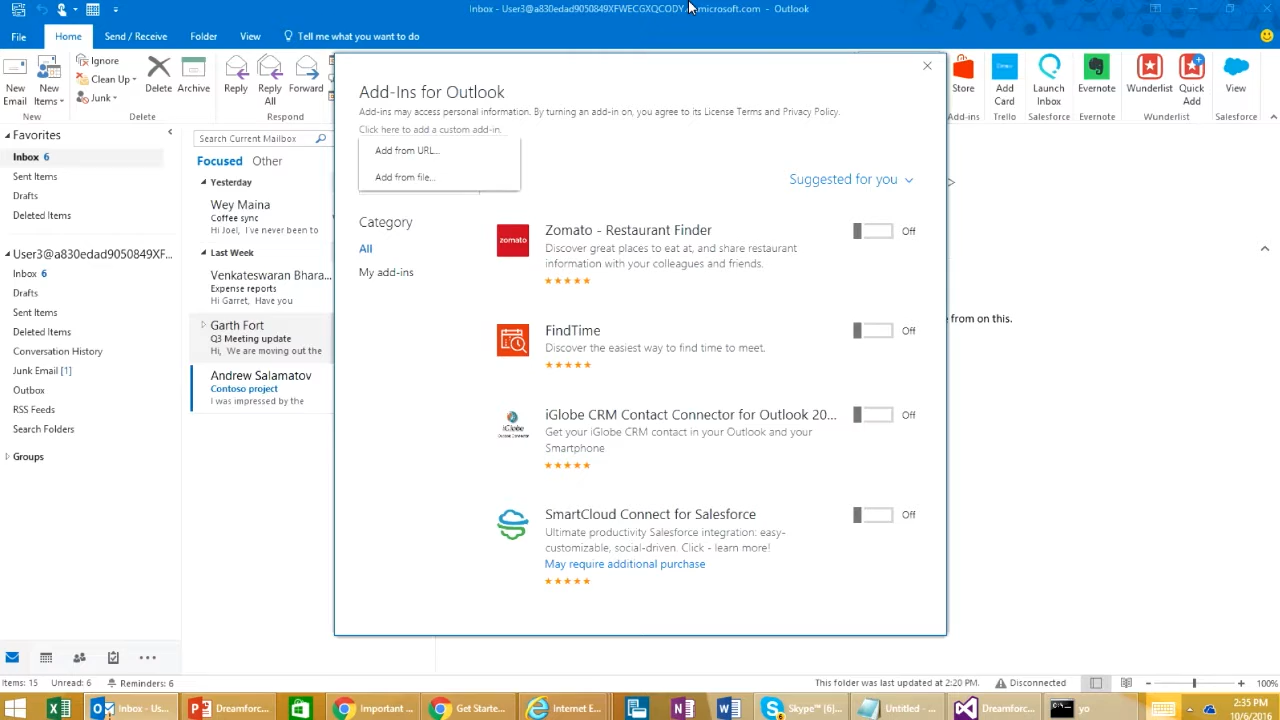 Inbox - User3@a830edad9050849XFWECGXQCODY. microsoft.com - Outlook
File
Home
Send / Receive
Folder
View
Tell me what you want to do
New Email
New Items
New
Ignore
Clean Up
Junk
Delete
Archive
Delete
Reply
Reply All
Forward
Respond
Store
Add-ins
Add Card
Trello
Launch Inbox
Salesforce
Evernote
Evernote
Wunderlist
Quick Add
Wunderlist
View
Salesforce
Favorites
Inbox 6
Sent Items
Drafts
Deleted Items
User3@a830edad9050849XF...
Inbox 6
Drafts
Sent Items
Deleted Items
Conversation History
Junk Email [1]
Outbox
RSS Feeds
Search Folders
Groups
Search Current Mailbox
Focused Other
Yesterday
Wey Maina
Coffee sync
Hi Joel, I've never been to
Last Week
Venkateswaran Bhara...
Expense reports
Hi Garret, Have you
Garth Fort
Q3 Meeting update
Hi, We are moving out the
Andrew Salamatov
Contoso project
I was impressed by the
Add-Ins for Outlook
Add-ins may access personal information. By turning an add-in on, you agree to its License Terms and Privacy Policy.
Click here to add a custom add-in.
Add from URL...
Add from file...
Suggested for you
Category
All
My add-ins
zomato
Zomato - Restaurant Finder
Discover great places to eat at, and share restaurant
information with your colleagues and friends.
Off
FindTime
Discover the easiest way to find time to meet.
Off
iGlobe
iGlobe CRM Contact Connector for Outlook 20...
Get your iGlobe CRM contact in your Outlook and your
Smartphone
Off
SmartCloud Connect for Salesforce
Ultimate productivity Salesforce integration: easy-
customizable, social-driven. Click - learn more!
May require additional purchase
Off
from on this.
Items: 15 Unread: 6 Reminders: 6
This folder was last updated at 2:20 PM. Disconnected
100%
Inbox - Us...
Dreamforc...
Important ...
Get Starte...
Internet E...
Skype™ (...
Untitled - ...
Dreamforc...
yo
2:35 PM
10/6/2016